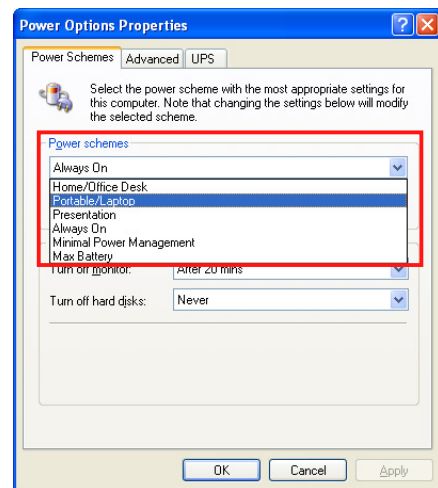 Power Options Properties
Power Schemes Advanced UPS
Select the power scheme with the most appropriate settings for
this computer. Note that changing the settings below will modify
the selected scheme.
Power schemes
Always On
Home/Office Desk
Portable/Laptop
Presentation
Always On
Minimal Power Management
Max Battery
Turn off monitor: After 20 mins
Turn off hard disks: Never
OK Cancel Apply